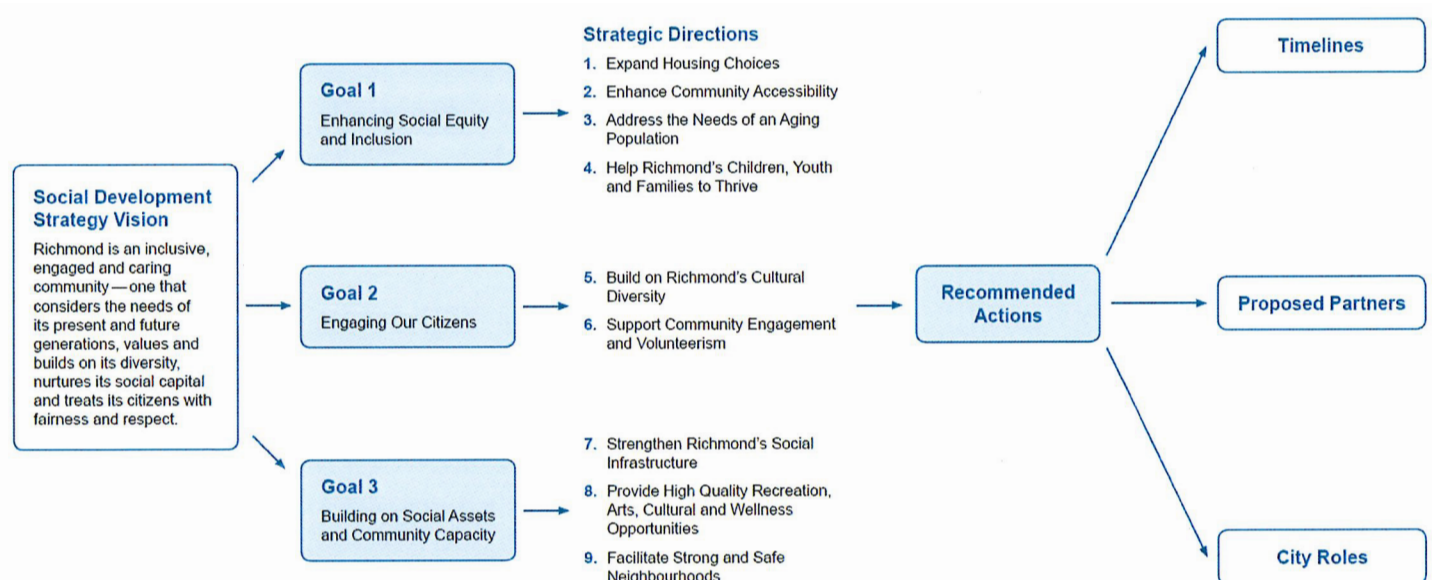 Social Development
Strategy Vision
Richmond is an inclusive,
engaged and caring
community—one that
considers the needs of
its present and future
generations, values and
builds on its diversity,
nurtures its social capital
and treats its citizens with
fairness and respect.
Goal 1
Enhancing Social Equity
and Inclusion
Goal 2
Engaging Our Citizens
Goal 3
Building on Social Assets
and Community Capacity
Strategic Directions
1. Expand Housing Choices
2. Enhance Community Accessibility
3. Address the Needs of an Aging
Population
4. Help Richmond's Children, Youth
and Families to Thrive
5. Build on Richmond's Cultural
Diversity
6. Support Community Engagement
and Volunteerism
7. Strengthen Richmond's Social
Infrastructure
8. Provide High Quality Recreation,
Arts, Cultural and Wellness
Opportunities
9. Facilitate Strong and Safe
Neighbourhoods
Recommended
Actions
Timelines
Proposed Partners
City Roles